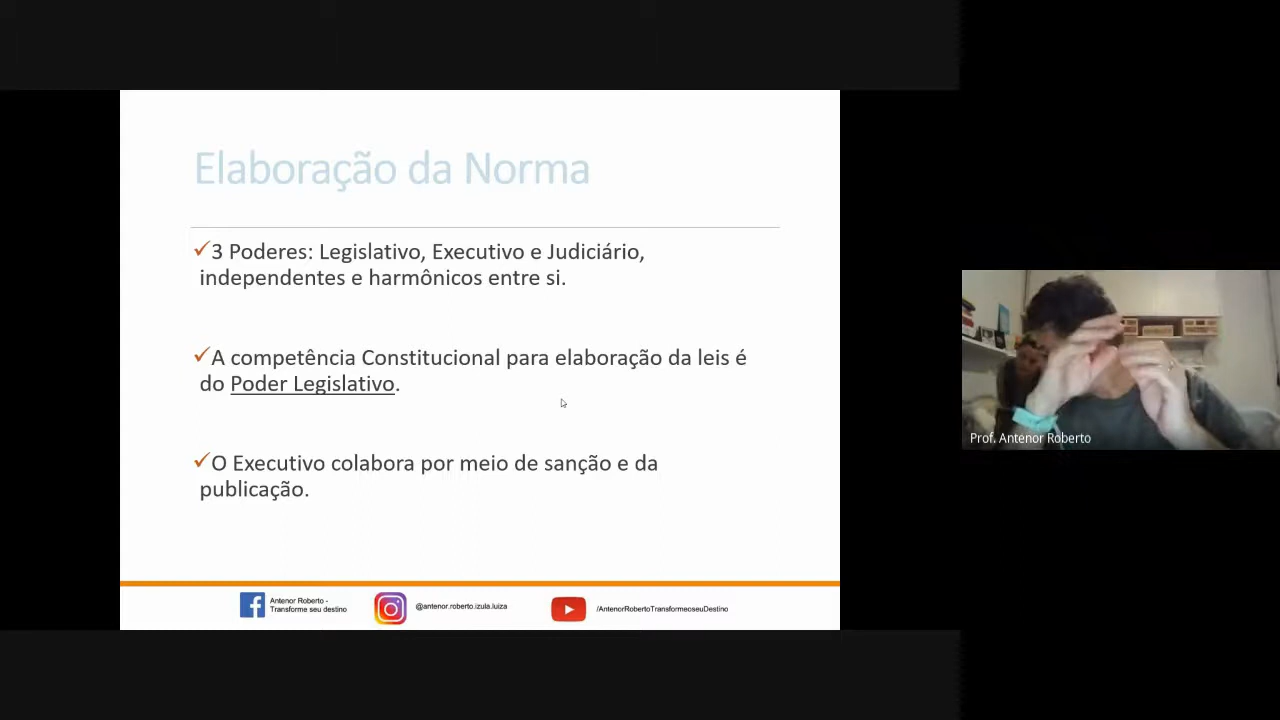 Elaboração da Norma
✓3 Poderes: Legislativo, Executivo e Judiciário,
independentes e harmônicos entre si.
✓A competência Constitucional para elaboração da leis é
do Poder Legislativo.
✓O Executivo colabora por meio de sanção e da
publicação.
Antenor Roberto -
Transforme seu destino
@antenor.roberto.izula.luiza
/AntenorRobertoTransformeoseuDestino
Prof. Antenor Roberto